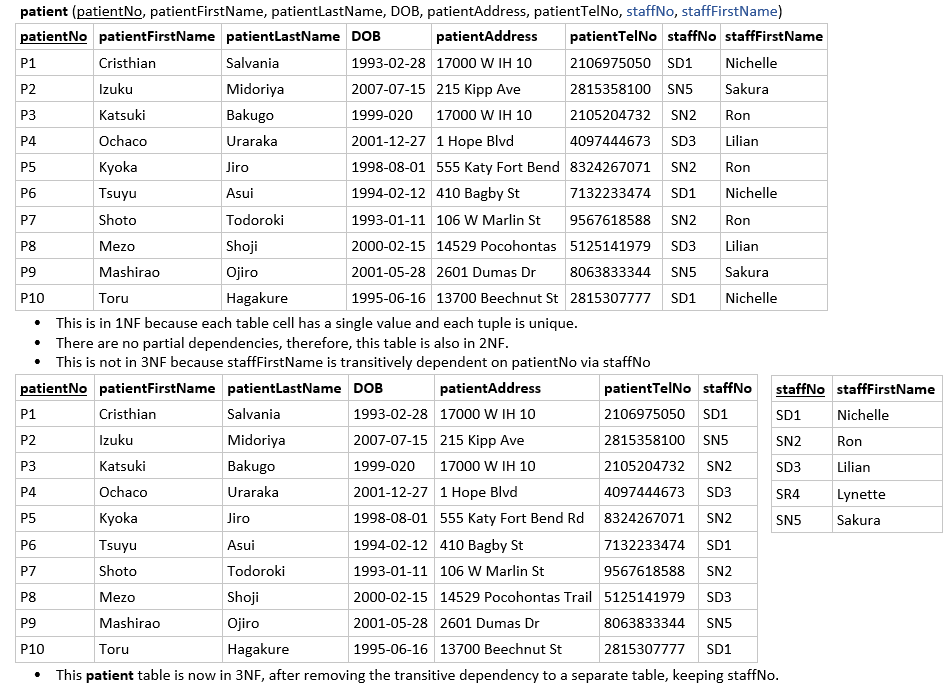 patient (patientNo, patientFirstName, patientLastName, DOB, patientAddress, patientTelNo, staffNo, staffFirstName)
patientNo patientFirstName patientLastName DOB patientAddress patientTelNo staffNo staffFirstName
P1 Cristhian Salvania 1993-02-28 17000 W IH 10 2106975050 SD1 Nichelle
P2 Izuku Midoriya 2007-07-15 215 Kipp Ave 2815358100 SN5 Sakura
P3 Katsuki Bakugo 1999-020 17000 W IH 10 2105204732 SN2 Ron
P4 Ochaco Uraraka 2001-12-27 1 Hope Blvd 4097444673 SD3 Lilian
P5 Kyoka Jiro 1998-08-01 555 Katy Fort Bend 8324267071 SN2 Ron
P6 Tsuyu Asui 1994-02-12 410 Bagby St 7132233474 SD1 Nichelle
P7 Shoto Todoroki 1993-01-11 106 W Marlin St 9567618588 SN2 Ron
P8 Mezo Shoji 2000-02-15 14529 Pocohontas 5125141979 SD3 Lilian
P9 Mashirao Ojiro 2001-05-28 2601 Dumas Dr 8063833344 SN5 Sakura
P10 Toru Hagakure 1995-06-16 13700 Beechnut St 2815307777 SD1 Nichelle
• This is in 1NF because each table cell has a single value and each tuple is unique.
• There are no partial dependencies, therefore, this table is also in 2NF.
• This is not in 3NF because staffFirstName is transitively dependent on patientNo via staffNo
patientNo patientFirstName patientLastName DOB patientAddress patientTelNo staffNo
P1 Cristhian Salvania 1993-02-28 17000 W IH 10 2106975050 SD1
P2 Izuku Midoriya 2007-07-15 215 Kipp Ave 2815358100 SN5
P3 Katsuki Bakugo 1999-020 17000 W IH 10 2105204732 SN2
P4 Ochaco Uraraka 2001-12-27 1 Hope Blvd 4097444673 SD3
P5 Kyoka Jiro 1998-08-01 555 Katy Fort Bend Rd 8324267071 SN2
P6 Tsuyu Asui 1994-02-12 410 Bagby St 7132233474 SD1
P7 Shoto Todoroki 1993-01-11 106 W Marlin St 9567618588 SN2
P8 Mezo Shoji 2000-02-15 14529 Pocohontas Trail 5125141979 SD3
P9 Mashirao Ojiro 2001-05-28 2601 Dumas Dr 8063833344 SN5
P10 Toru Hagakure 1995-06-16 13700 Beechnut St 2815307777 SD1
staffNo staffFirstName
SD1 Nichelle
SN2 Ron
SD3 Lilian
SR4 Lynette
SN5 Sakura
• This patient table is now in 3NF, after removing the transitive dependency to a separate table, keeping staffNo.